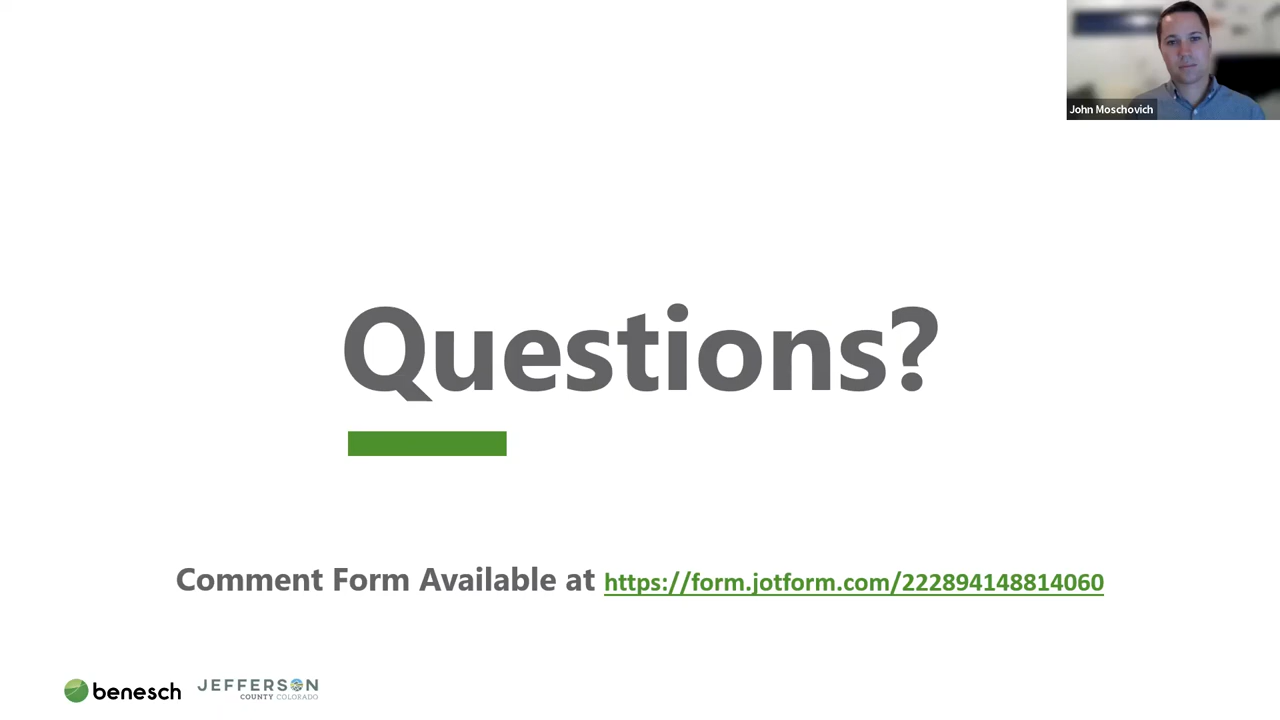 John Moschovich
Questions?
Comment Form Available at https://form.jotform.com/222894148814060
benesch
JEFFERSON
COUNTY COLORADO